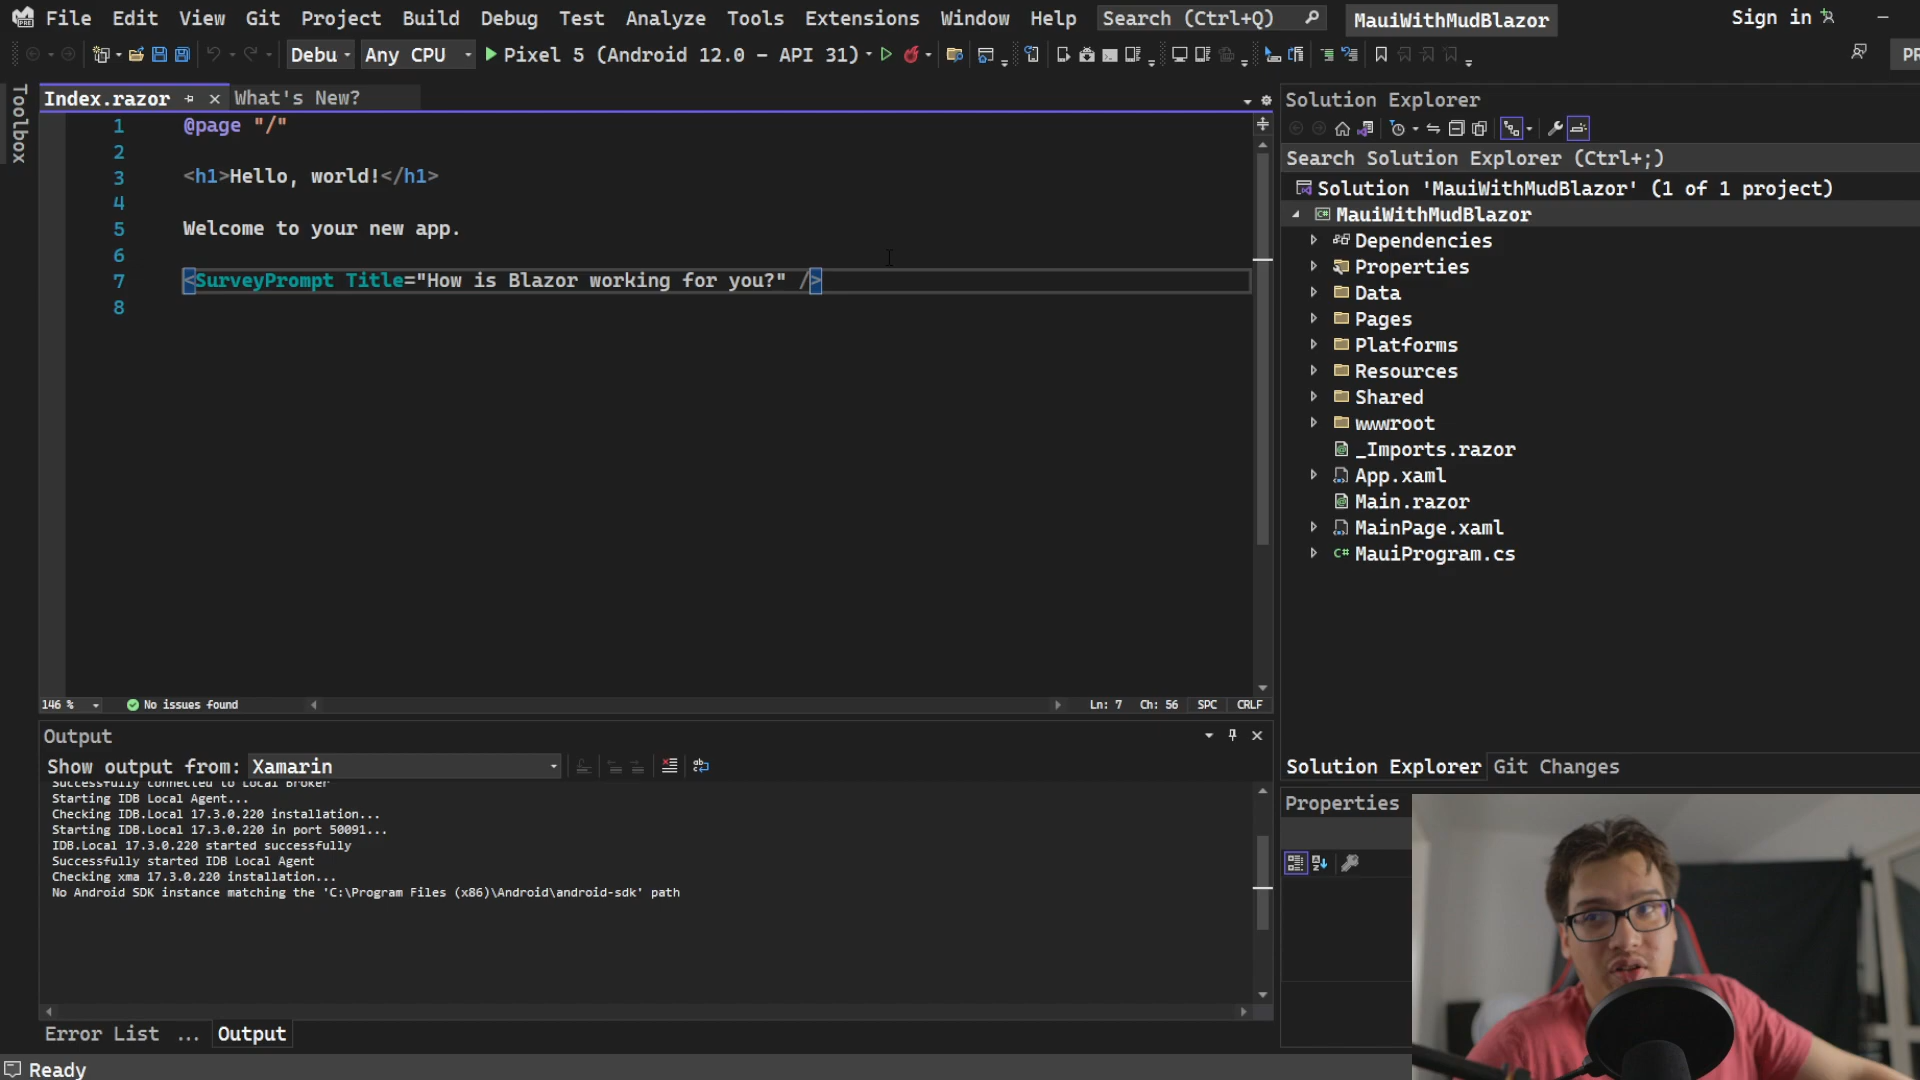 File Edit View Git Project Build Debug Test Analyze Tools Extensions Window Help Search (Ctrl+Q) MauiWithMudBlazor Sign in
Debu Any CPU Pixel 5 (Android 12.0 - API 31) PR
Toolbox
Index.razor What's New?
1 @page "/"
2
3 <h1>Hello, world!</h1>
4
5 Welcome to your new app.
6
7 <SurveyPrompt Title="How is Blazor working for you?" />
8
146 % No issues found Ln: 7 Ch: 56 SPC CRLF
Output
Show output from: Xamarin
Successfully connected to Local Broker
Starting IDB Local Agent...
Checking IDB.Local 17.3.0.220 installation...
Starting IDB.Local 17.3.0.220 in port 50091...
IDB.Local 17.3.0.220 started successfully
Successfully started IDB Local Agent
Checking xma 17.3.0.220 installation...
No Android SDK instance matching the 'C:\Program Files (x86)\Android\android-sdk' path
Error List ... Output
Ready
Solution Explorer
Search Solution Explorer (Ctrl+;)
Solution 'MauiWithMudBlazor' (1 of 1 project)
MauiWithMudBlazor
Dependencies
Properties
Data
Pages
Platforms
Resources
Shared
wwwroot
_Imports.razor
App.xaml
Main.razor
MainPage.xaml
C# MauiProgram.cs
Solution Explorer Git Changes
Properties